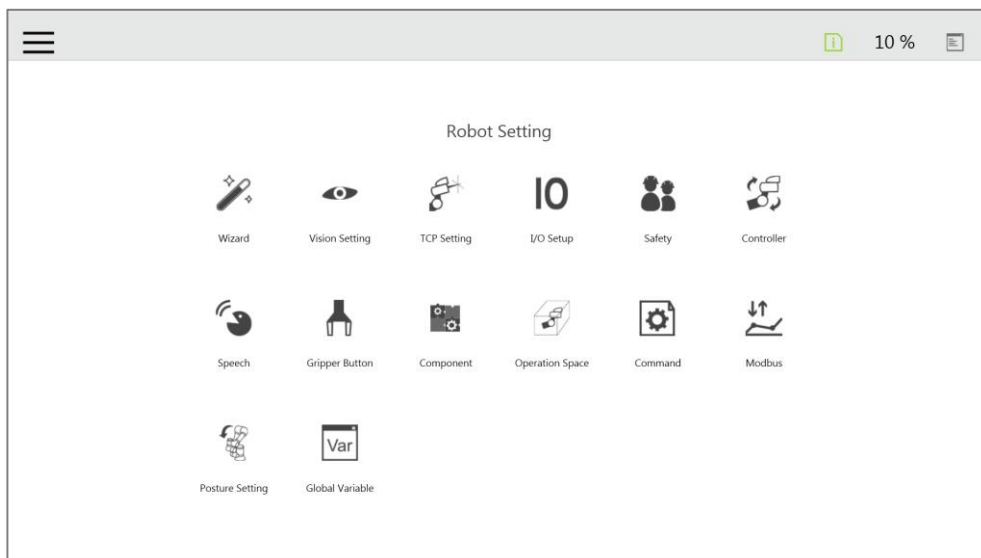 10 %
Robot Setting
IO
Wizard Vision Setting TCP Setting I/O Setup Safety Controller
Speech Gripper Button Component Operation Space Command Modbus
Var
Posture Setting Global Variable